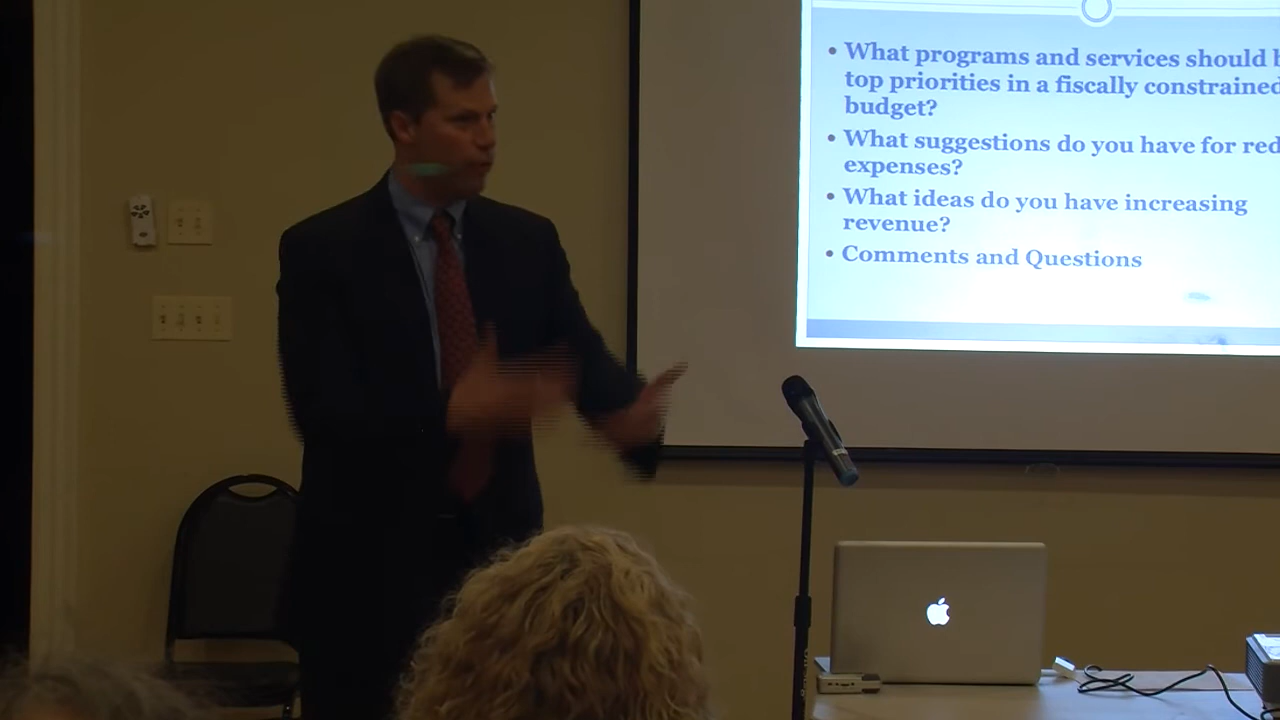 • What programs and services should
top priorities in a fiscally constrained
budget?
• What suggestions do you have for
expenses?
• What ideas do you have increasing
revenue?
• Comments and Questions